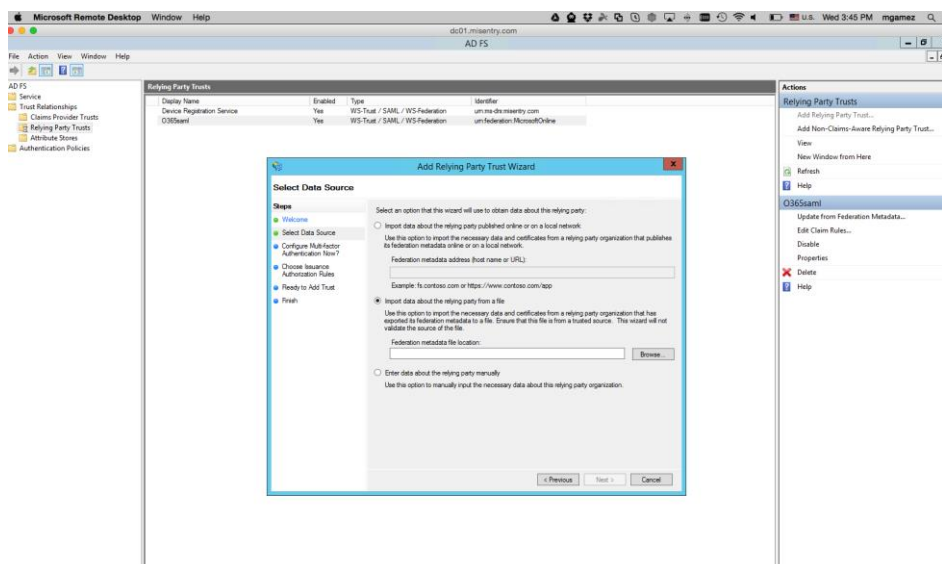 Microsoft Remote Desktop Window Help
U.S. Wed 3:45 PM mgamez
dc01.misentry.com
AD FS
File Action View Window Help
AD FS
Service
Trust Relationships
Claims Provider Trusts
Relying Party Trusts
Attribute Stores
Authentication Policies
Relying Party Trusts
Display Name Enabled Type Identifier
Device Registration Service Yes WS-Trust / SAML / WS-Federation urn:ms-drs:misentry.com
O365saml Yes WS-Trust / SAML / WS-Federation urn:federation:MicrosoftOnline
Actions
Relying Party Trusts
Add Relying Party Trust...
Add Non-Claims-Aware Relying Party Trust...
View
New Window from Here
Refresh
Help
O365saml
Update from Federation Metadata...
Edit Claim Rules...
Disable
Properties
Delete
Help
Add Relying Party Trust Wizard
Select Data Source
Steps
Welcome
Select Data Source
Configure Multi-factor
Authentication Now?
Choose Issuance
Authorization Rules
Ready to Add Trust
Finish
Select an option that this wizard will use to obtain data about this relying party:
Import data about the relying party published online or on a local network
Use this option to import the necessary data and certificates from a relying party organization that publishes
its federation metadata online or on a local network.
Federation metadata address (host name or URL):
Example: fs.contoso.com or https://www.contoso.com/app
Import data about the relying party from a file
Use this option to import the necessary data and certificates from a relying party organization that has
exported its federation metadata to a file. Ensure that this file is from a trusted source. This wizard will not
validate the source of the file.
Federation metadata file location:
Browse...
Enter data about the relying party manually
Use this option to manually input the necessary data about this relying party organization.
< Previous Next > Cancel